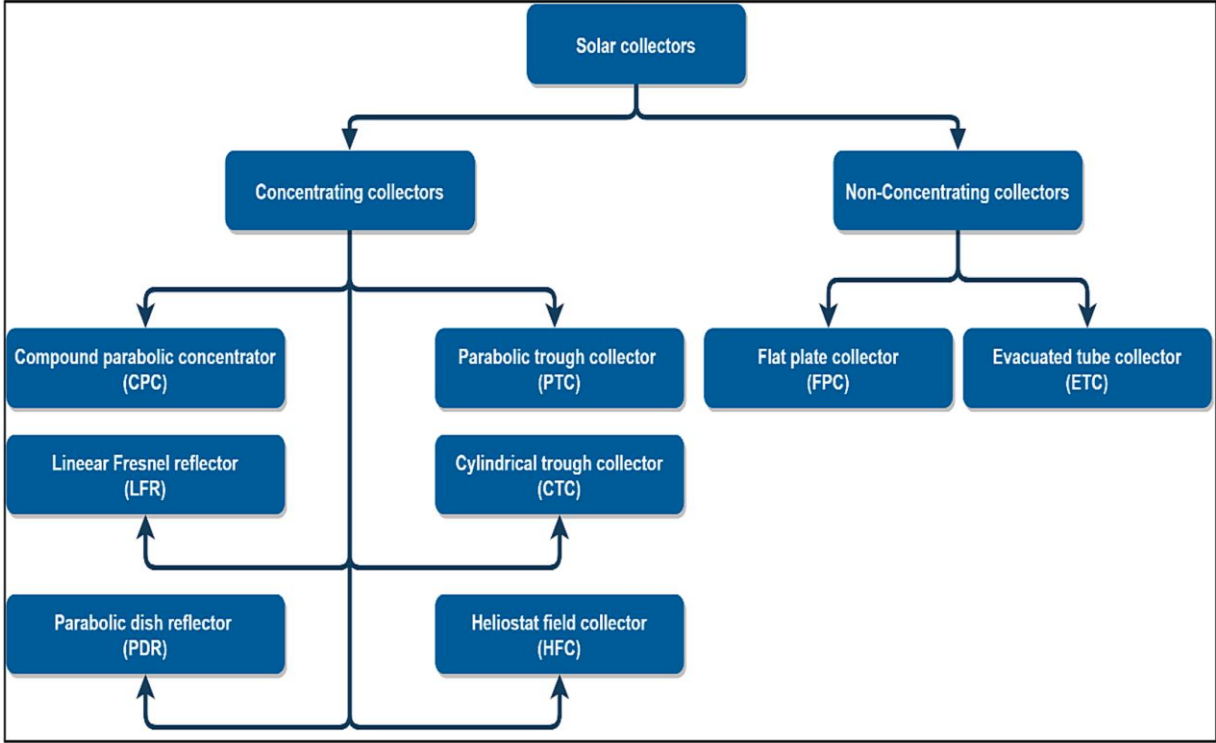 Solar collectors
Concentrating collectors
Non-Concentrating collectors
Compound parabolic concentrator
(CPC)
Parabolic trough collector
(PTC)
Flat plate collector
(FPC)
Evacuated tube collector
(ETC)
Lineear Fresnel reflector
(LFR)
Cylindrical trough collector
(CTC)
Parabolic dish reflector
(PDR)
Heliostat field collector
(HFC)